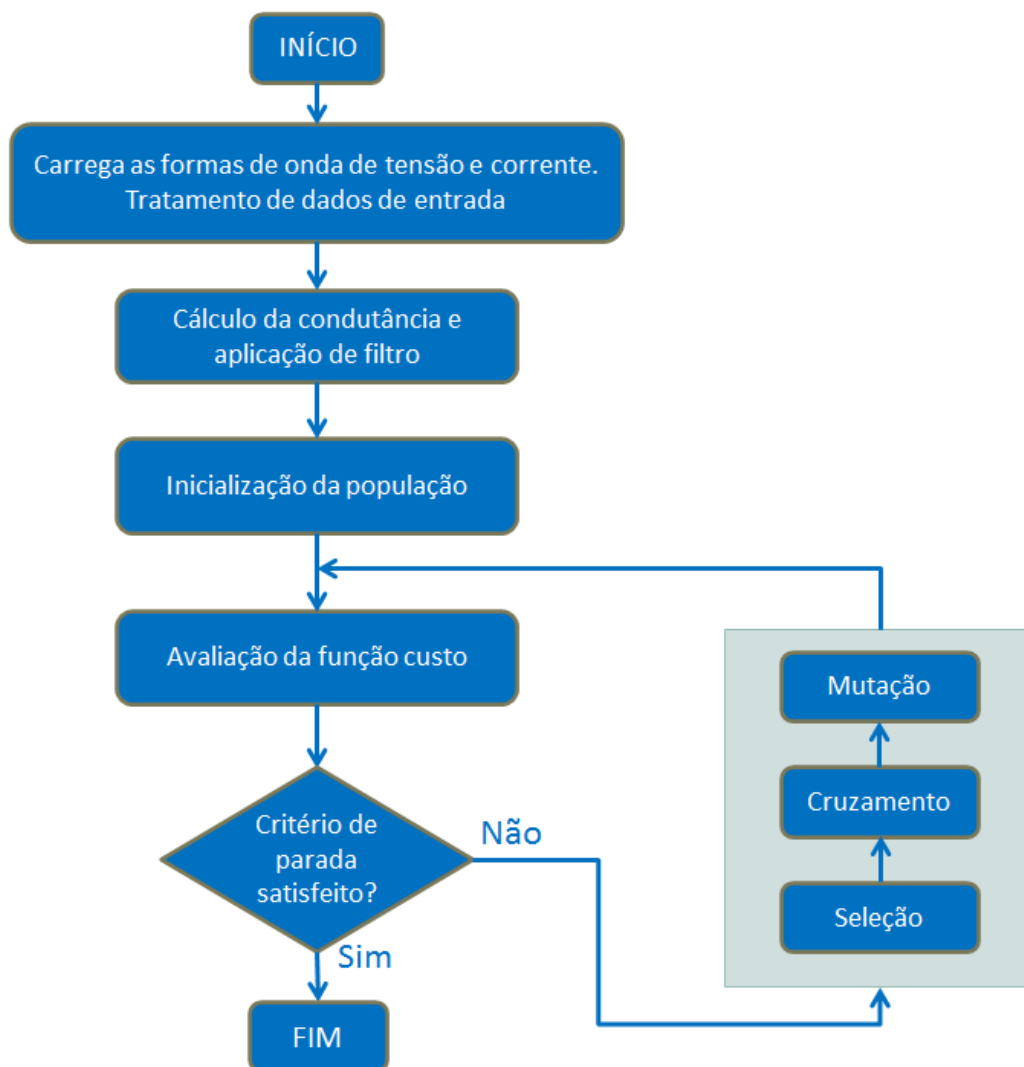 INÍCIO
Carrega as formas de onda de tensão e corrente.
Tratamento de dados de entrada
Cálculo da condutância e
aplicação de filtro
Inicialização da população
Avaliação da função custo
Critério de
parada
satisfeito?
Não
Sim
FIM
Mutação
Cruzamento
Seleção